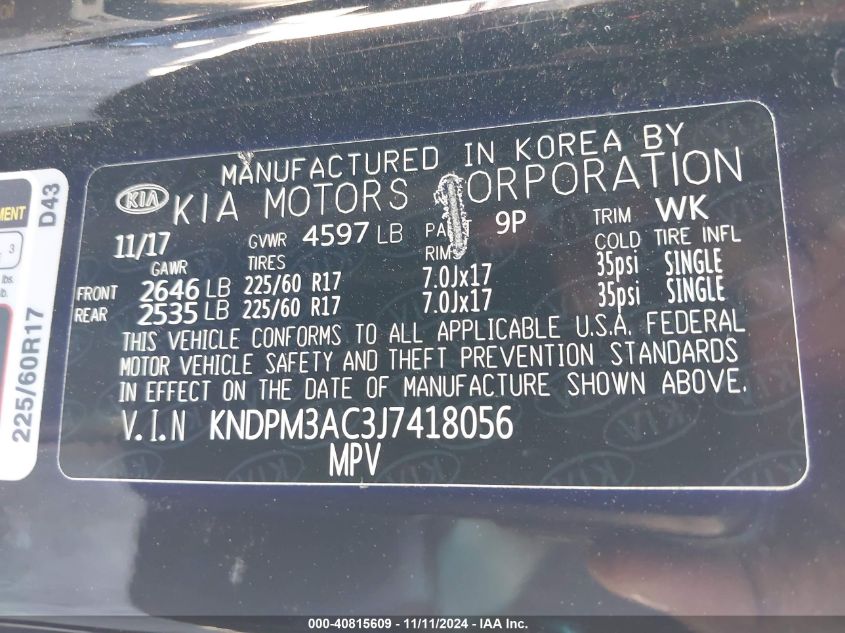 MANUFACTURED IN KOREA BY
KIA KIA MOTORS CORPORATION
11/17 GVWR 4597 LB 9P TRIM WK
GAWR TIRES RIM COLD TIRE INFL
FRONT 2646 LB 225/60 R17 7.0Jx17 35psi SINGLE
REAR 2535 LB 225/60 R17 7.0Jx17 35psi SINGLE
THIS VEHICLE CONFORMS TO ALL APPLICABLE U.S.A. FEDERAL
MOTOR VEHICLE SAFETY AND THEFT PREVENTION STANDARDS
IN EFFECT ON THE DATE OF MANUFACTURE SHOWN ABOVE.
V.I.N KNDPM3AC3J7418056
MPV
D43
3
lbs.
225/60R17
000-40815609 - 11/11/2024 - IAA Inc.